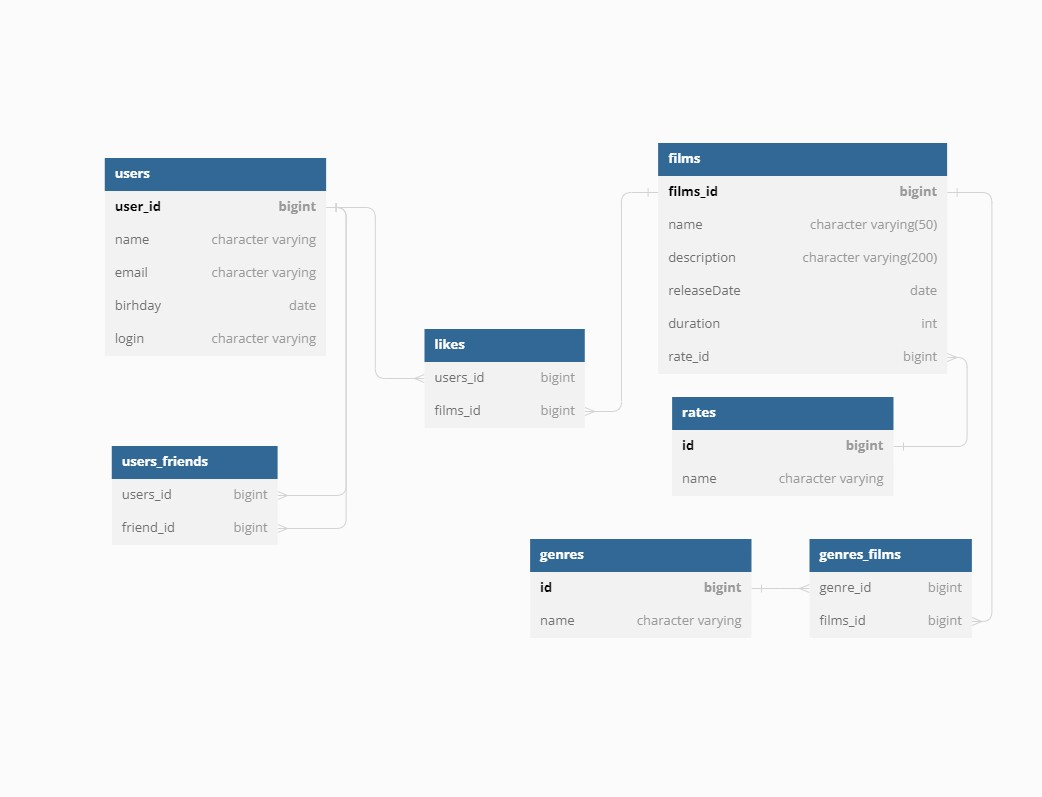 users
user_id bigint
name character varying
email character varying
birhday date
login character varying
films
films_id bigint
name character varying(50)
description character varying(200)
releaseDate date
duration int
rate_id bigint
likes
users_id bigint
films_id bigint
rates
id bigint
name character varying
users_friends
users_id bigint
friend_id bigint
genres
id bigint
name character varying
genres_films
genre_id bigint
films_id bigint